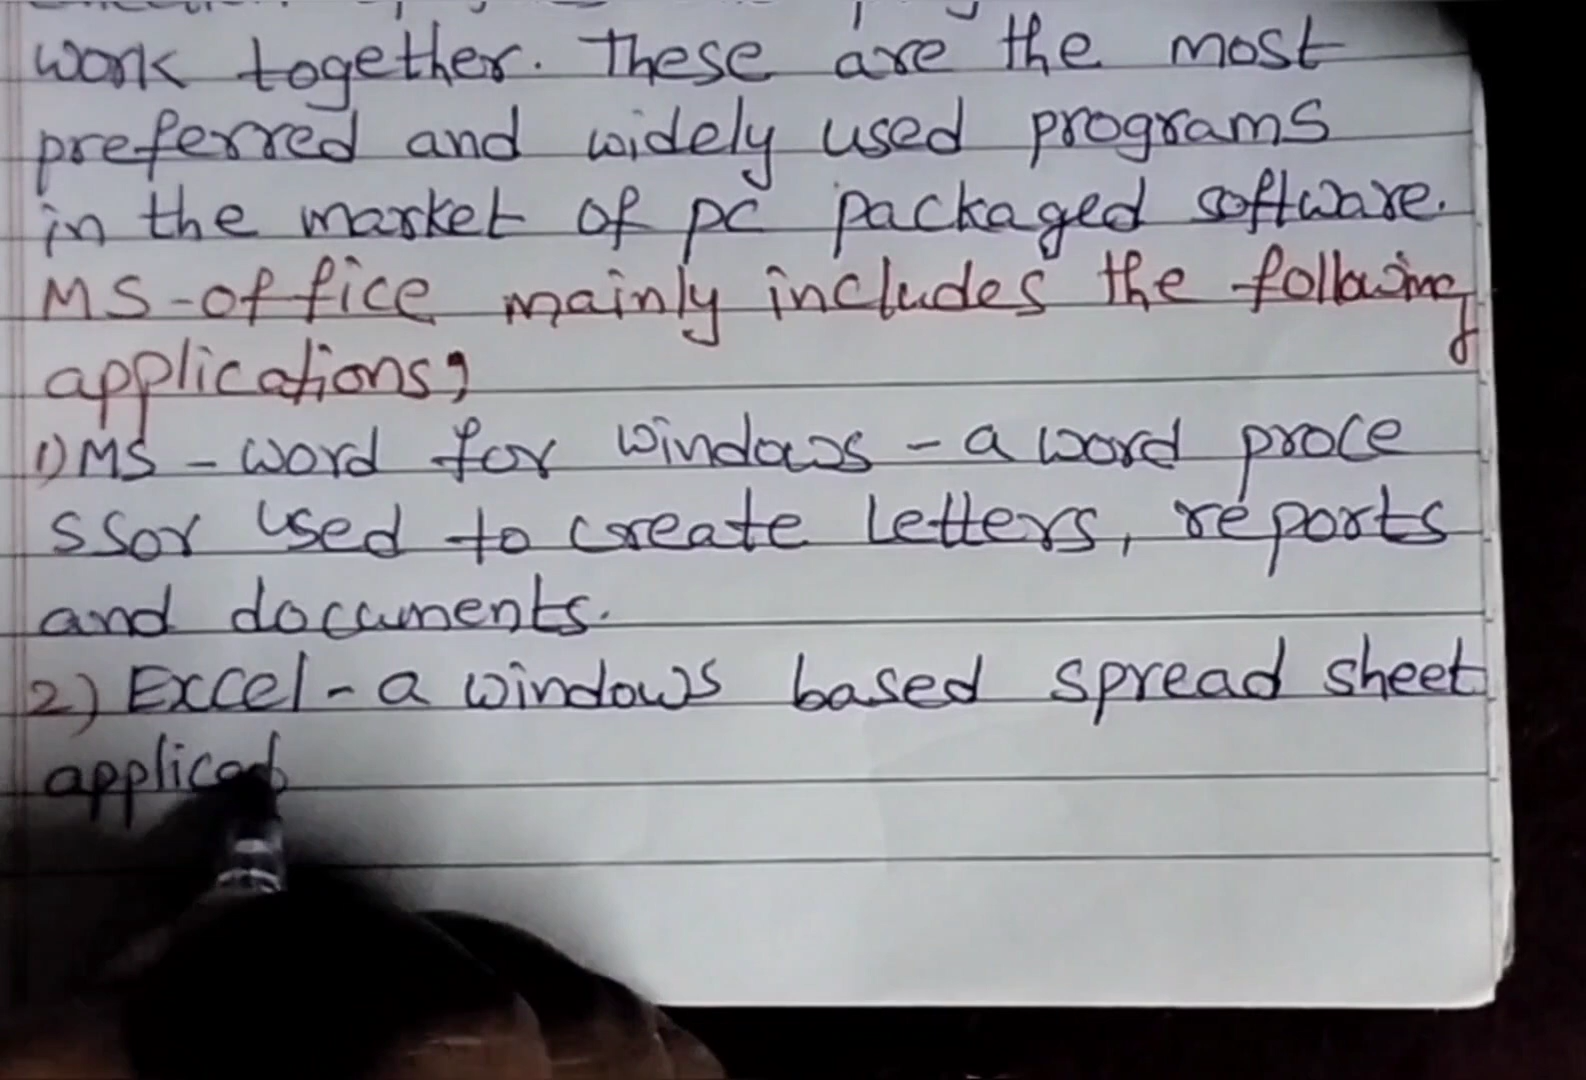 work together. These are the most
preferred and widely used programs
in the market of pc packaged software.
MS-office mainly includes the following
applications,
1) MS - word for windows - a word proce
ssor used to create letters, reports
and documents.
2) Excel - a windows based spread sheet
applicat